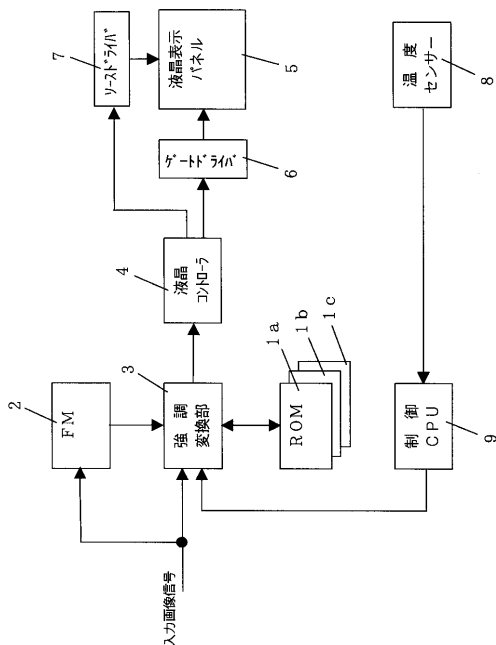 入力画像信号
FM
2
強調
変換部
3
ROM
1a
1b
1c
液晶
コントローラ
4
ソースドライバ
7
ゲートドライバ
6
液晶表示
パネル
5
温度
センサー
8
制御
CPU
9